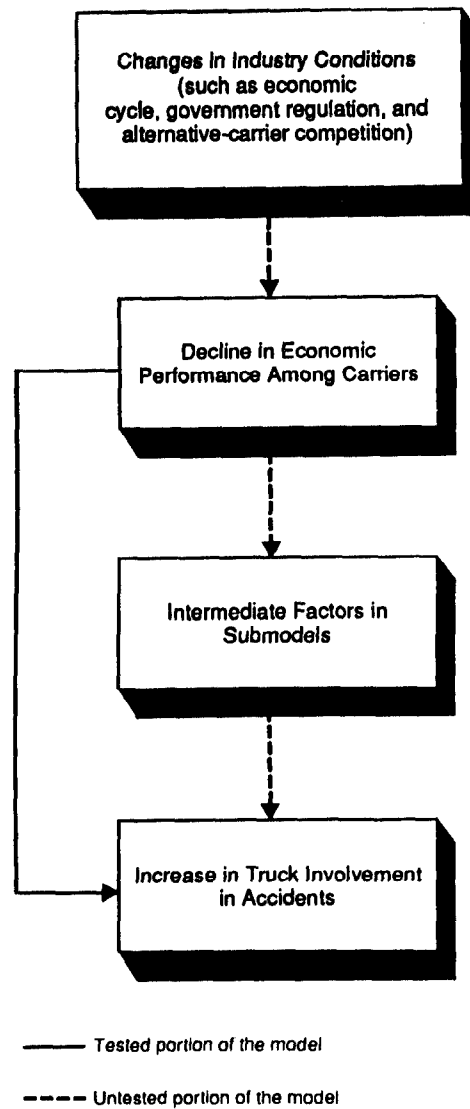 Changes in Industry Conditions
(such as economic
cycle, government regulation, and
alternative-carrier competition)
Decline in Economic
Performance Among Carriers
Intermediate Factors in
Submodels
Increase in Truck Involvement
in Accidents
Tested portion of the model
Untested portion of the model